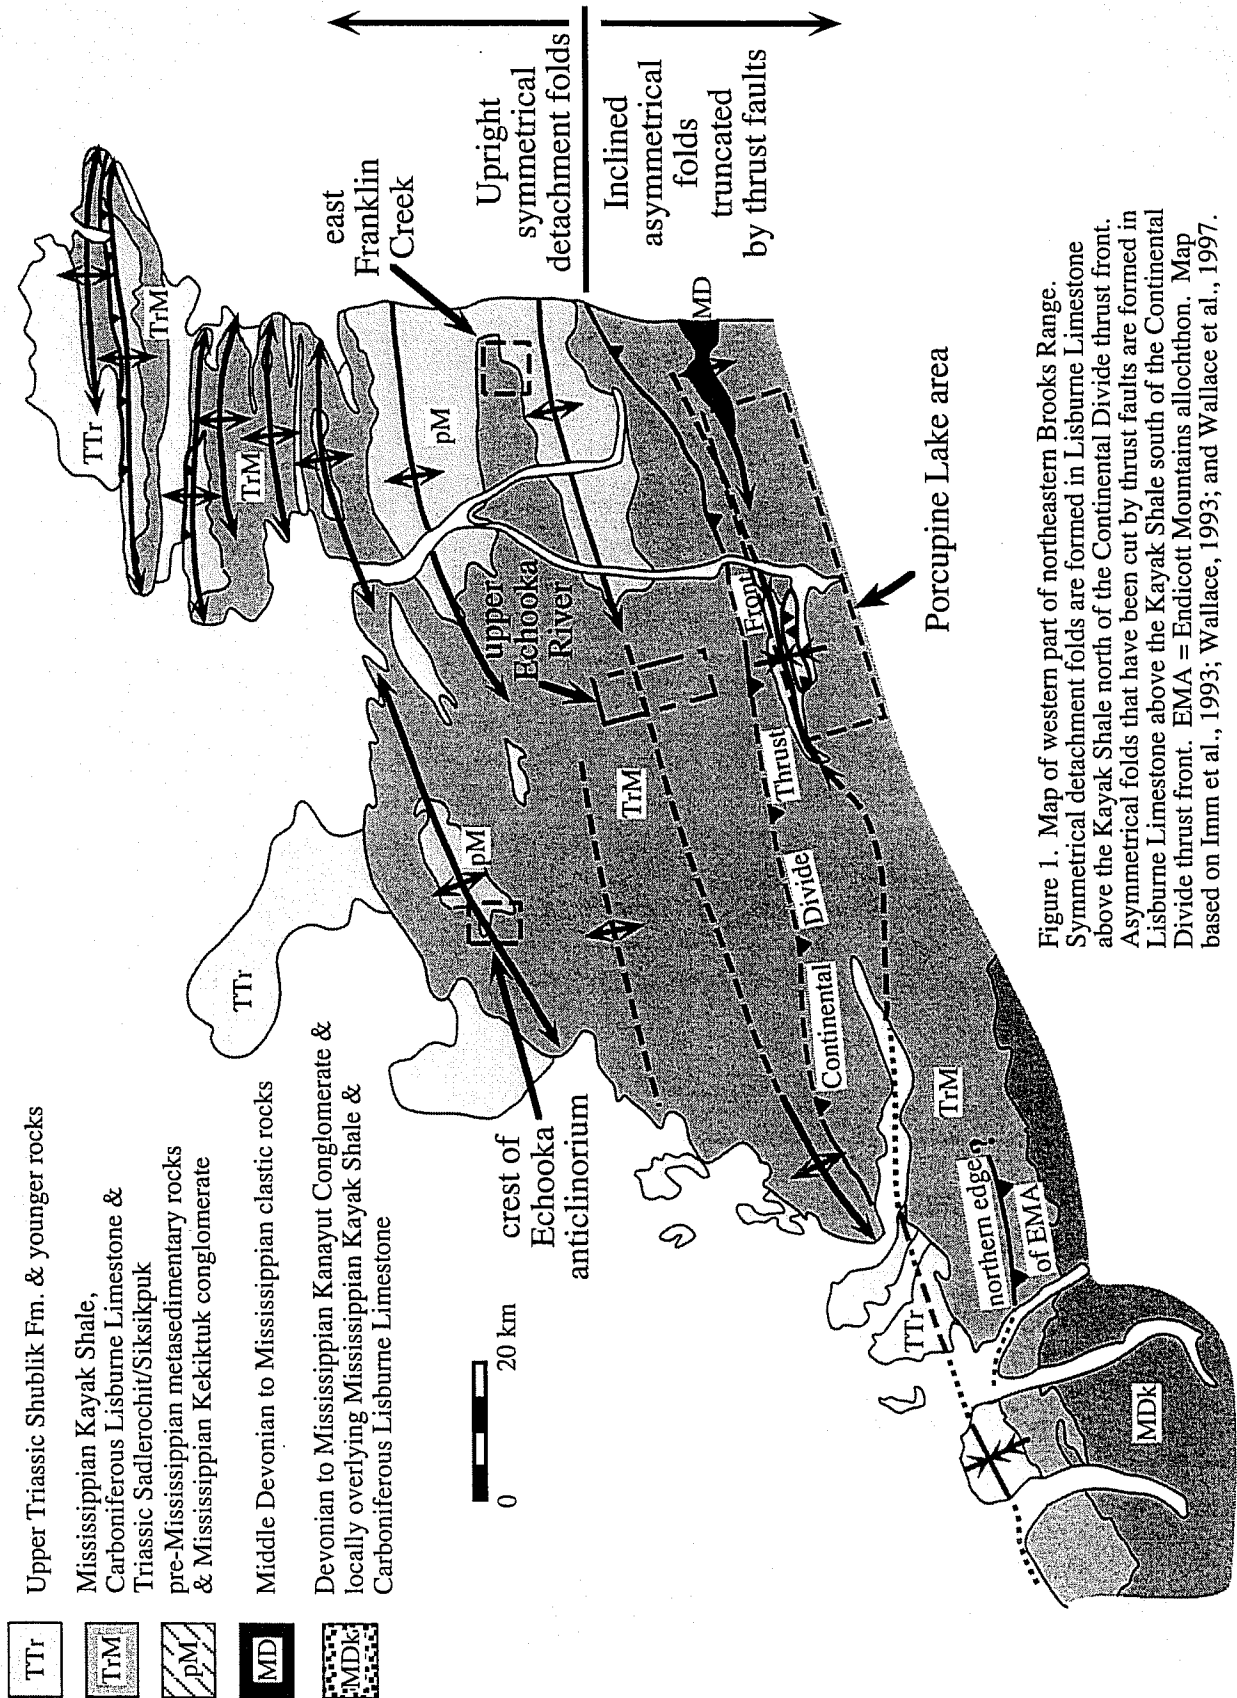 TTr
Upper Triassic Shublik Fm. & younger rocks
TrM
Mississippian Kayak Shale,
Carboniferous Lisburne Limestone &
Triassic Sadlerochit/Siksikpuk
pM
pre-Mississippian metasedimentary rocks
& Mississippian Kekiktuk conglomerate
MD
Middle Devonian to Mississippian clastic rocks
MDk
Devonian to Mississippian Kanayut Conglomerate &
locally overlying Mississippian Kayak Shale &
Carboniferous Lisburne Limestone
0
20 km
crest of
Echooka
anticlinorium
TTr
TTr
TrM
TrM
pM
pM
east
Franklin
Creek
Upright
symmetrical
detachment folds
Inclined
asymmetrical
folds
truncated
by thrust faults
upper
Echooka
River
TrM
MD
Continental
Divide
Thrust
Front
Porcupine Lake area
TrM
TTr
northern edge ?
of EMA
MDk
Figure 1. Map of western part of northeastern Brooks Range.
Symmetrical detachment folds are formed in Lisburne Limestone
above the Kayak Shale north of the Continental Divide thrust front.
Asymmetrical folds that have been cut by thrust faults are formed in
Lisburne Limestone above the Kayak Shale south of the Continental
Divide thrust front. EMA = Endicott Mountains allochthon. Map
based on Imm et al., 1993; Wallace, 1993; and Wallace et al., 1997.